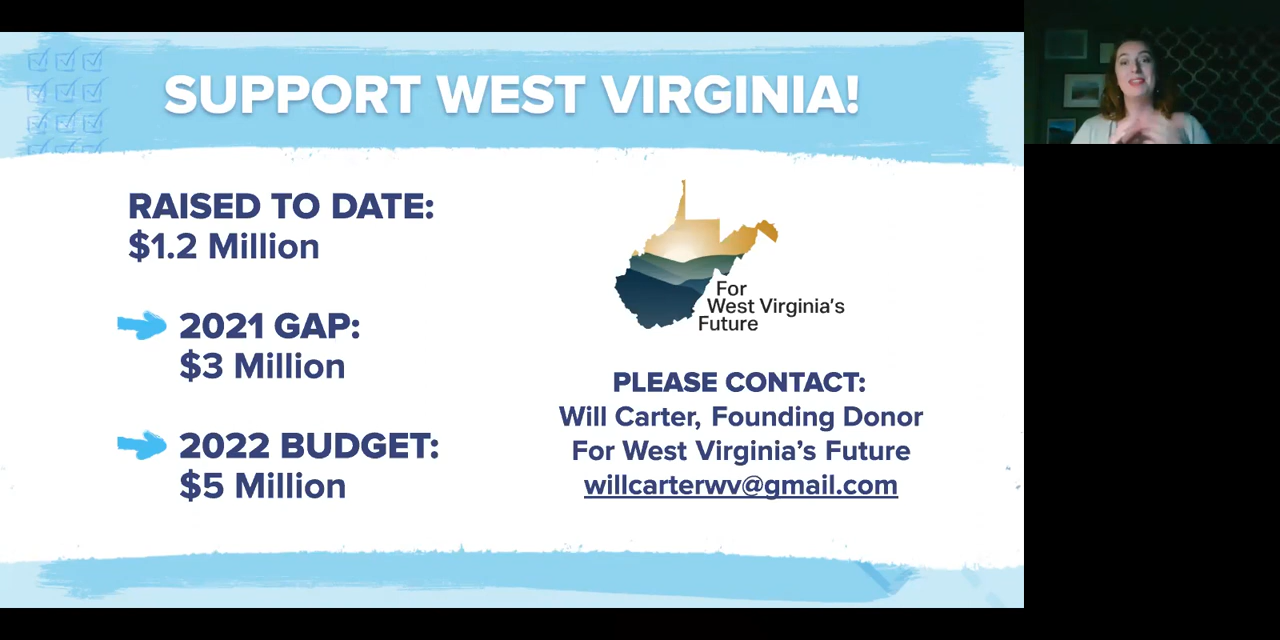 SUPPORT WEST VIRGINIA!
RAISED TO DATE:
$1.2 Million
2021 GAP:
$3 Million
2022 BUDGET:
$5 Million
For
West Virginia's
Future
PLEASE CONTACT:
Will Carter, Founding Donor
For West Virginia’s Future
willcarterwv@gmail.com